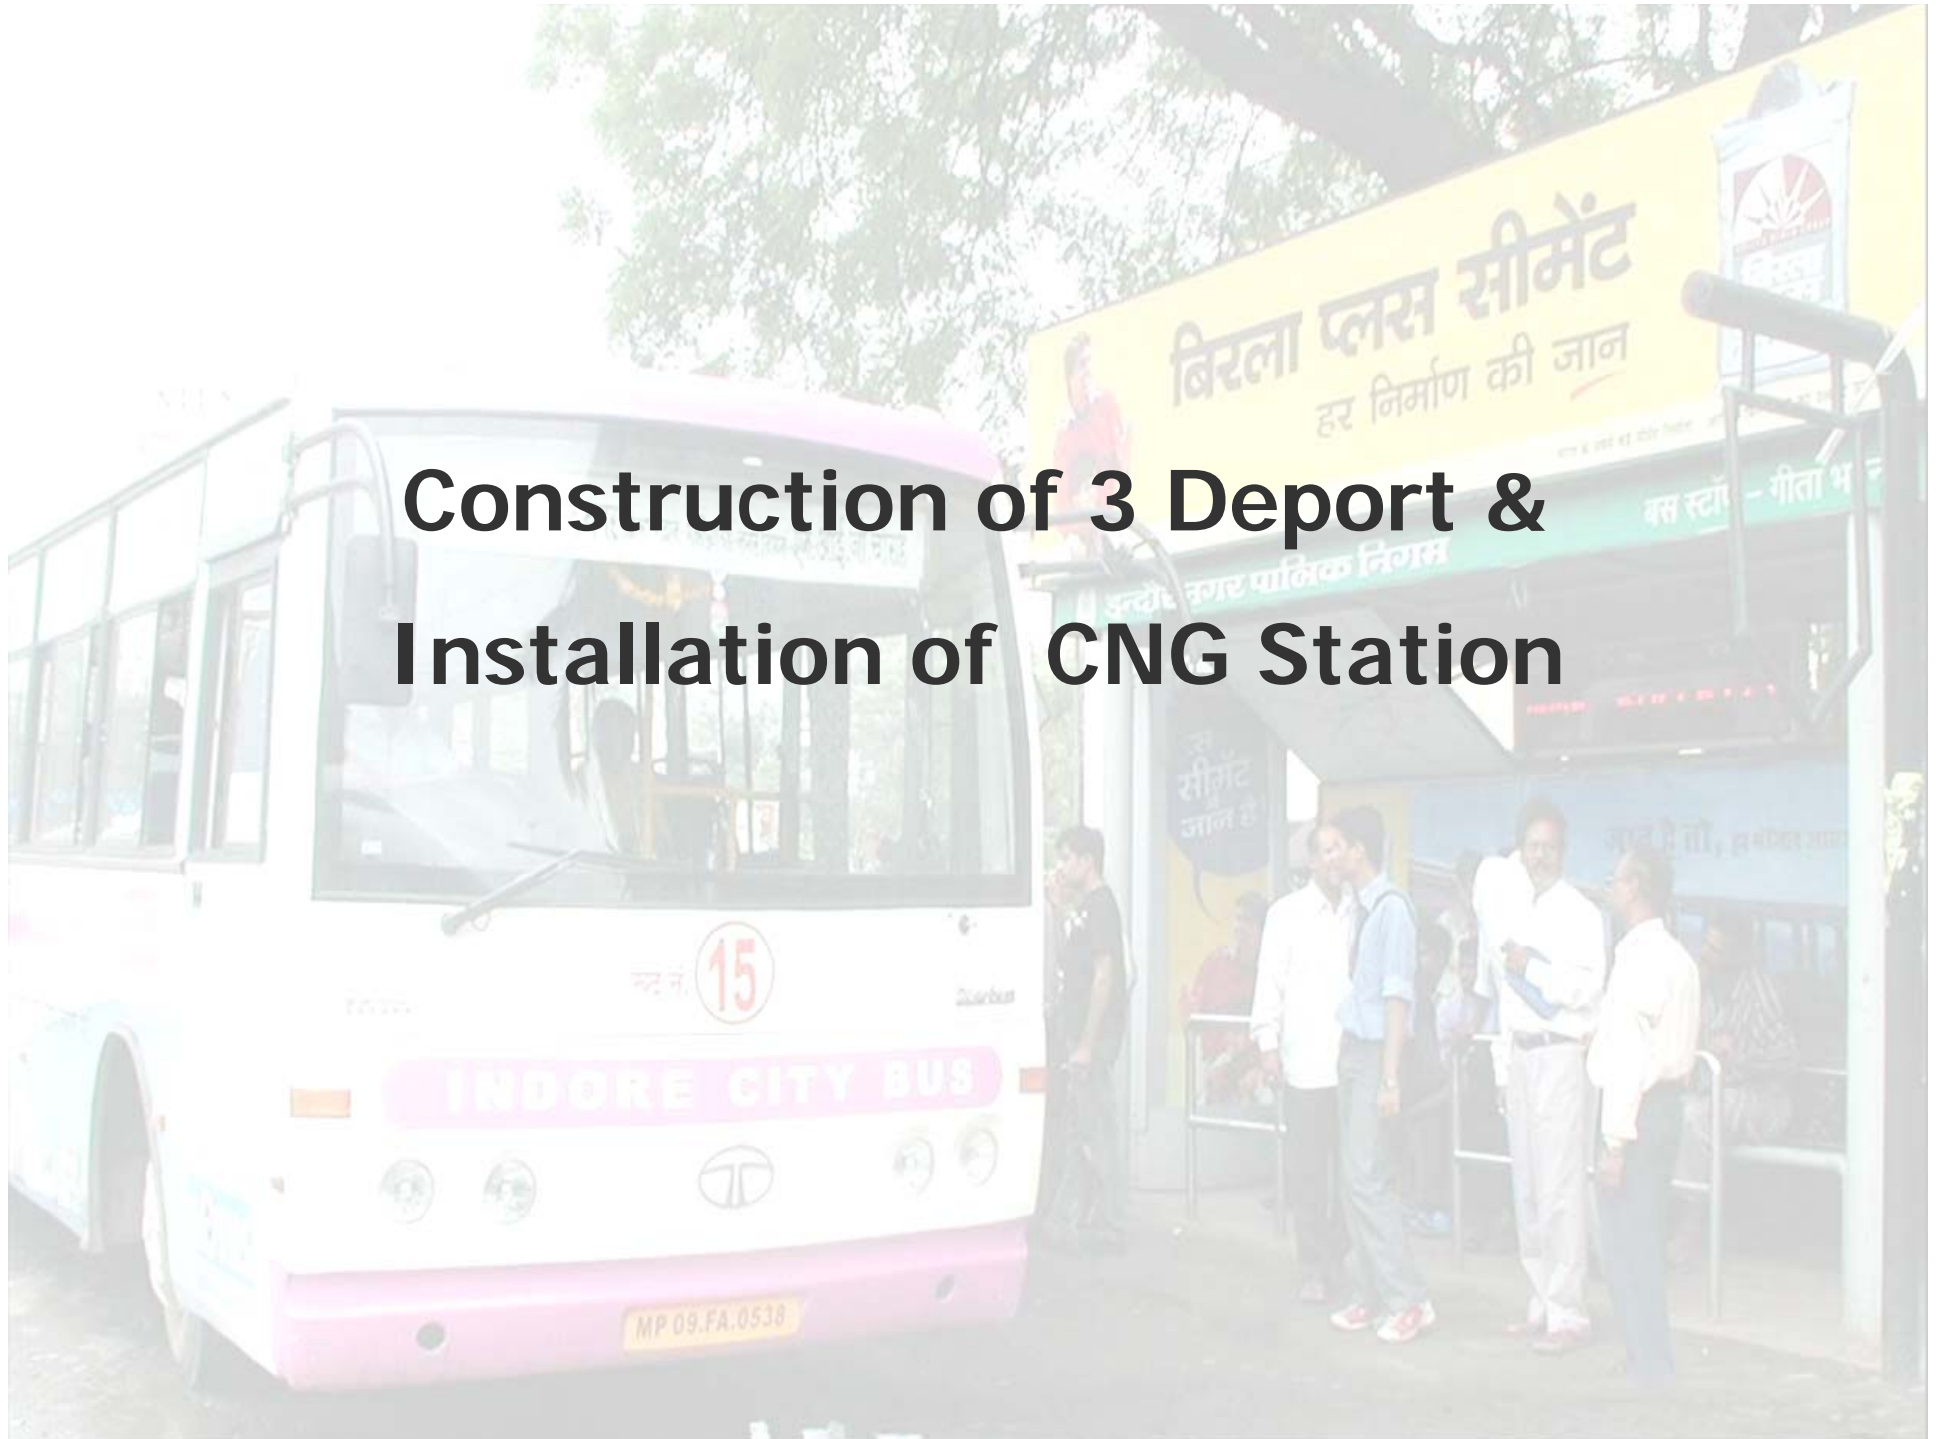 Construction of 3 Deport &
Installation of CNG Station
बिरला प्लस सीमेंट
हर निर्माण की जान
बस स्टॉप - गीता
इन्दौर नगर पालिक निगम
सीमेंट
जान है
15
INDORE CITY BUS
MP 09.FA.0538